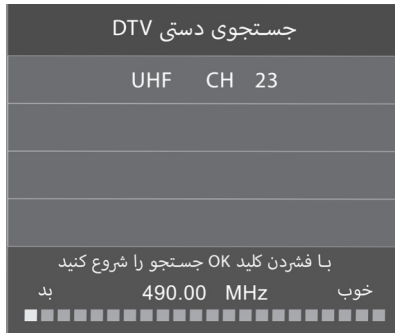 جستجوی دستی DTV
UHF CH 23
با فشردن کلید OK جستجو را شروع کنید
بد 490.00 MHz خوب